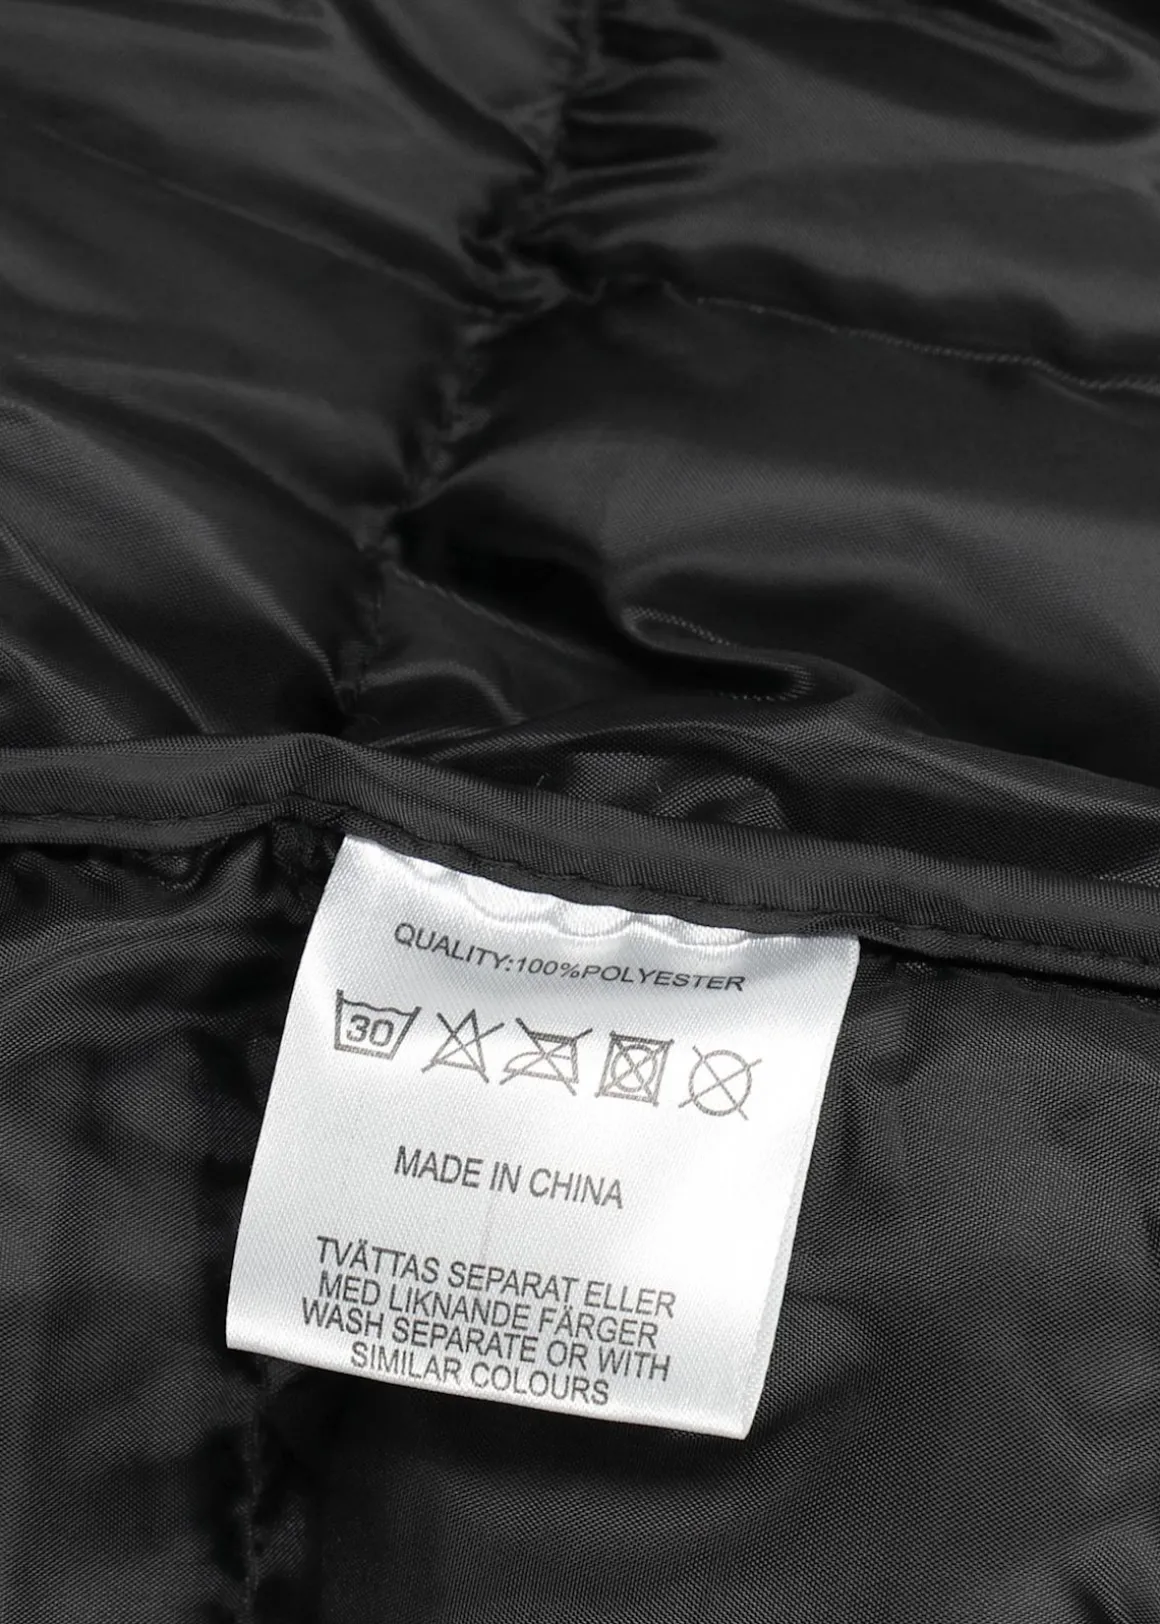 QUALITY:100%POLYESTER
30
MADE IN CHINA
TVÄTTAS SEPARAT ELLER
MED LIKNANDE FÄRGER
WASH SEPARATE OR WITH
SIMILAR COLOURS